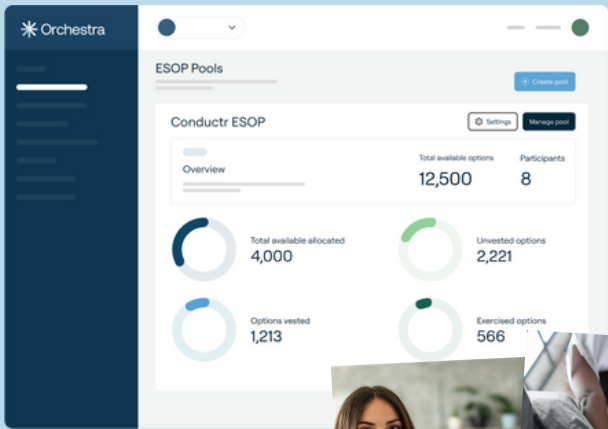 Orchestra
ESOP Pools
Create pool
Conductr ESOP
Settings
Manage pool
Overview
Total available options
12,500
Participants
8
Total available allocated
4,000
Unvested options
2,221
Options vested
1,213
Exercised options
566